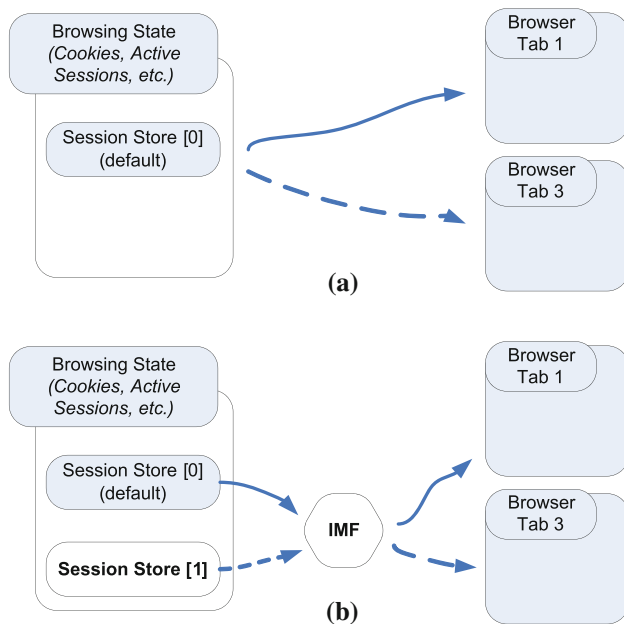 Browsing State
(Cookies, Active
Sessions, etc.)
Session Store [0]
(default)
Browser
Tab 1
Browser
Tab 3
(a)
Browsing State
(Cookies, Active
Sessions, etc.)
Session Store [0]
(default)
Session Store [1]
IMF
Browser
Tab 1
Browser
Tab 3
(b)